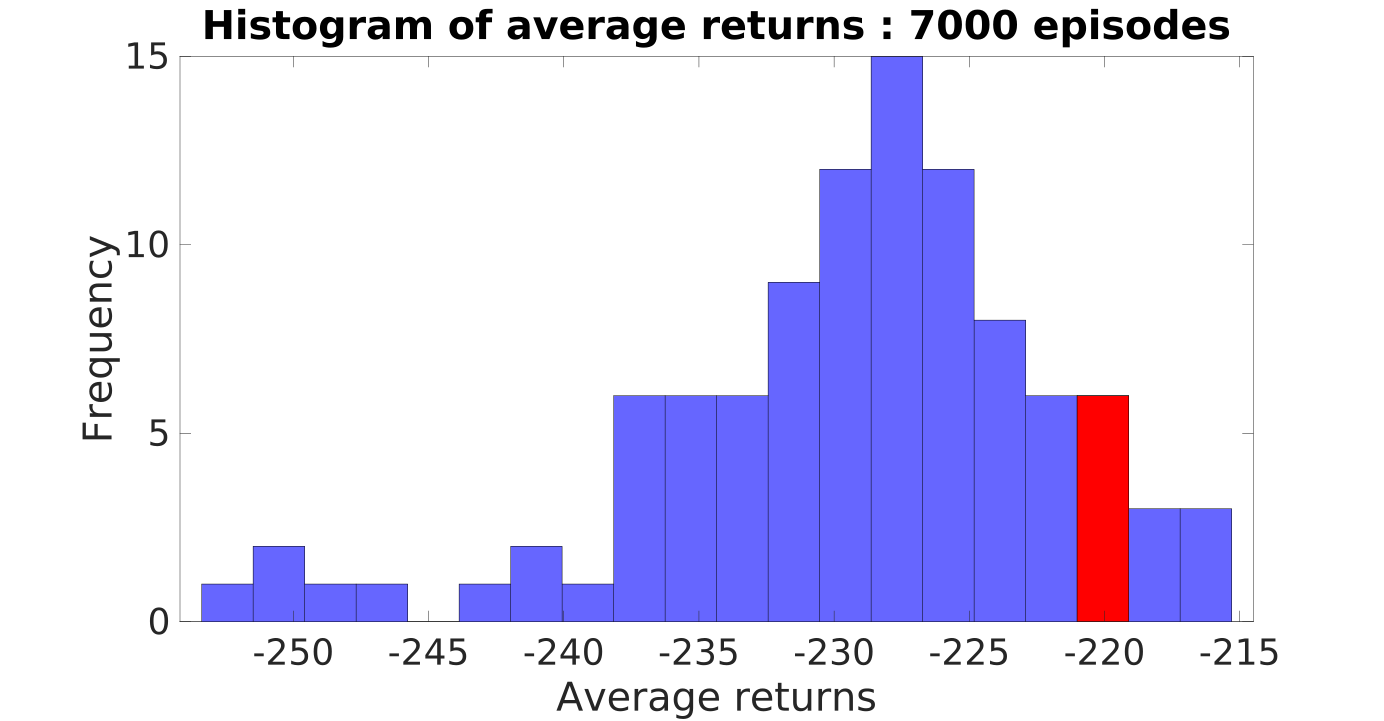 Histogram of average returns : 7000 episodes
15
10
5
0
Frequency
-250 -245 -240 -235 -230 -225 -220 -215
Average returns